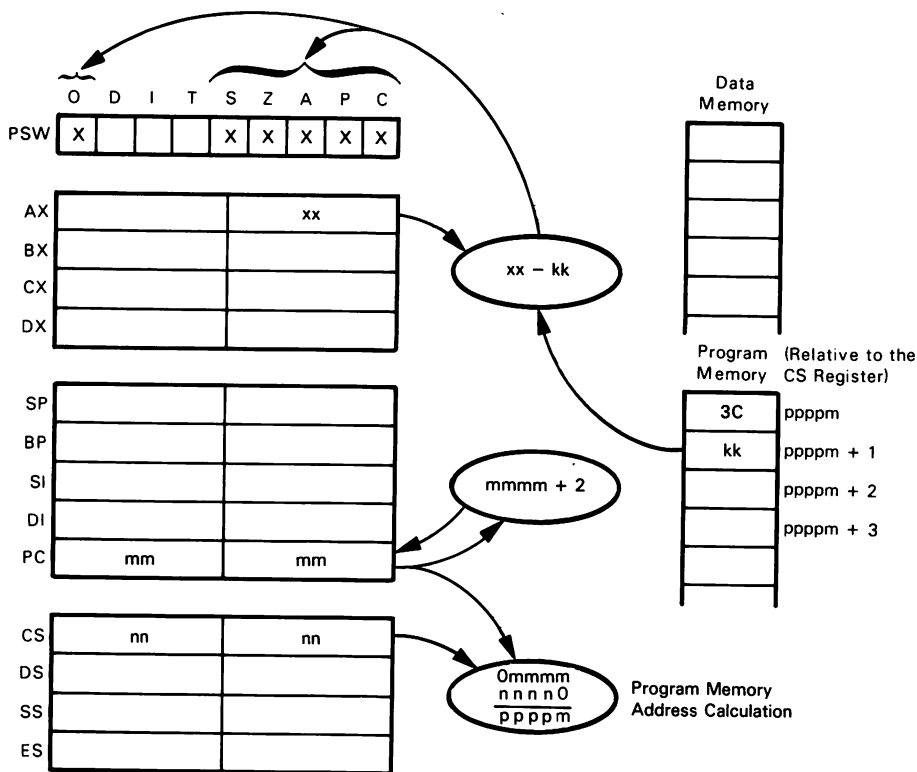 O D I T S Z A P C
PSW X X X X X X
AX xx
BX
CX
DX
xx – kk
Data
Memory
Program
Memory
(Relative to the
CS Register)
3C ppppm
kk ppppm + 1
ppppm + 2
ppppm + 3
SP
BP
SI
DI
PC mm mm
mmmm + 2
CS nn nn
DS
SS
ES
0mmmm
nnnn0
ppppm
Program Memory
Address Calculation